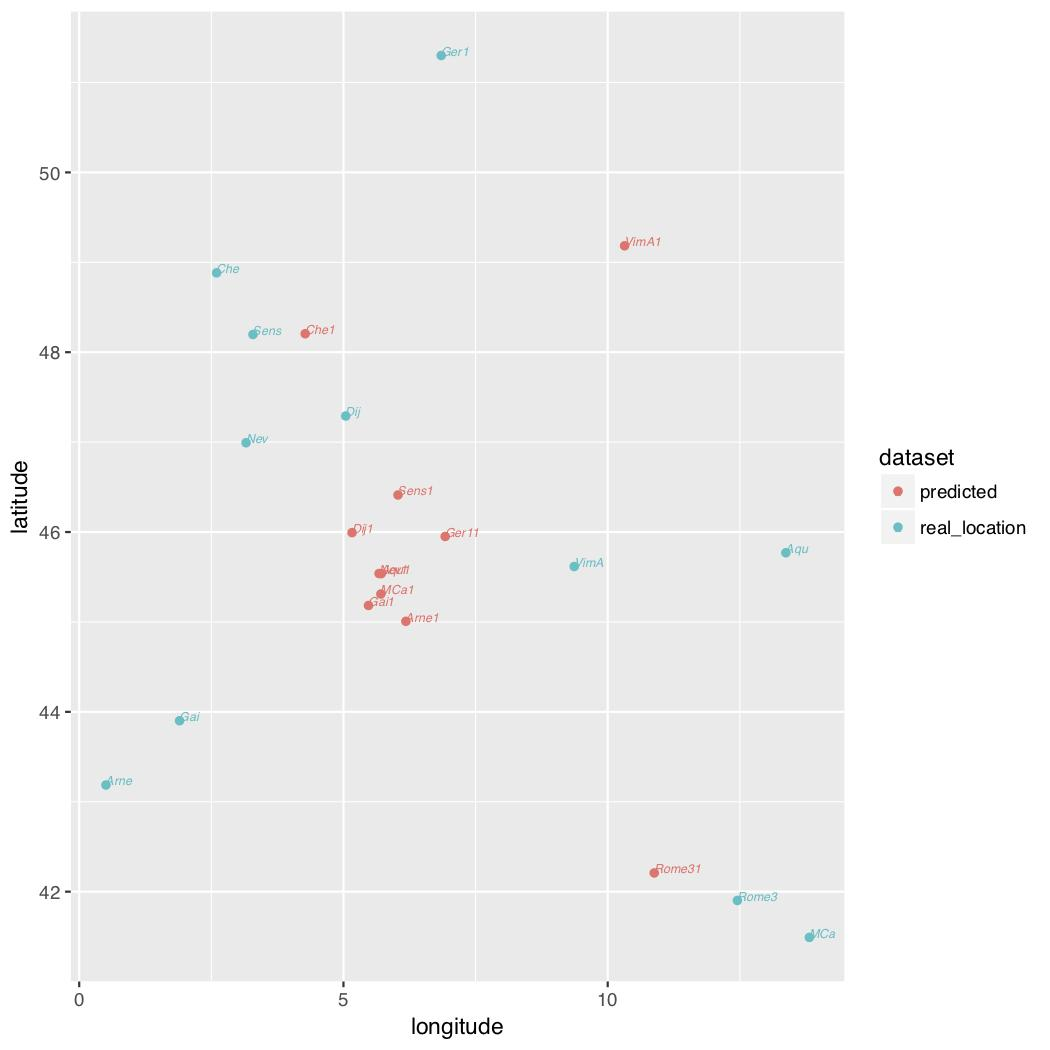 Ger1
50
VimA1
Che
Sens
Che1
48
Dij
Nev
Sens1
46
Dij1
Ger11
Aqu
VimA
MCa1
Gai1
Arne1
44
Gai
Arne
42
Rome31
Rome3
MCa
0
5
10
longitude
latitude
dataset
predicted
real_location